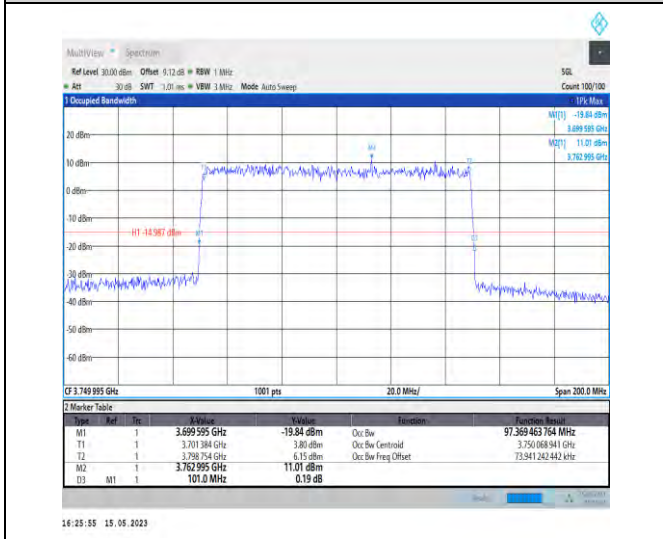 MultiView Spectrum
Ref Level 30.00 dBm Offset 9.12 dB RBW 1 MHz SGL
Att 30 dB SWT 1.01 ms VBW 3 MHz Mode Auto Sweep Count 100/100
1 Occupied Bandwidth 1Pk Max
M1[1] -19.84 dBm
3.699 595 GHz
20 dBm
M2[1] 11.01 dBm
3.762 995 GHz
M2
10 dBm
T1
T2
0 dBm
-10 dBm
H1 -14.987 dBm
M1
D3
-20 dBm
-30 dBm
-40 dBm
-50 dBm
-60 dBm
CF 3.749 995 GHz 1001 pts 20.0 MHz/ Span 200.0 MHz
2 Marker Table
Type Ref Trc X-Value Y-Value Function Function Result
M1 1 3.699 595 GHz -19.84 dBm Occ Bw 97.369 463 764 MHz
T1 1 3.701 384 GHz 3.80 dBm Occ Bw Centroid 3.750 068 941 GHz
T2 1 3.798 754 GHz 6.15 dBm Occ Bw Freq Offset 73.941 242 442 kHz
M2 1 3.762 995 GHz 11.01 dBm
D3 M1 1 101.0 MHz 0.19 dB
16:25:55 15.05.2023